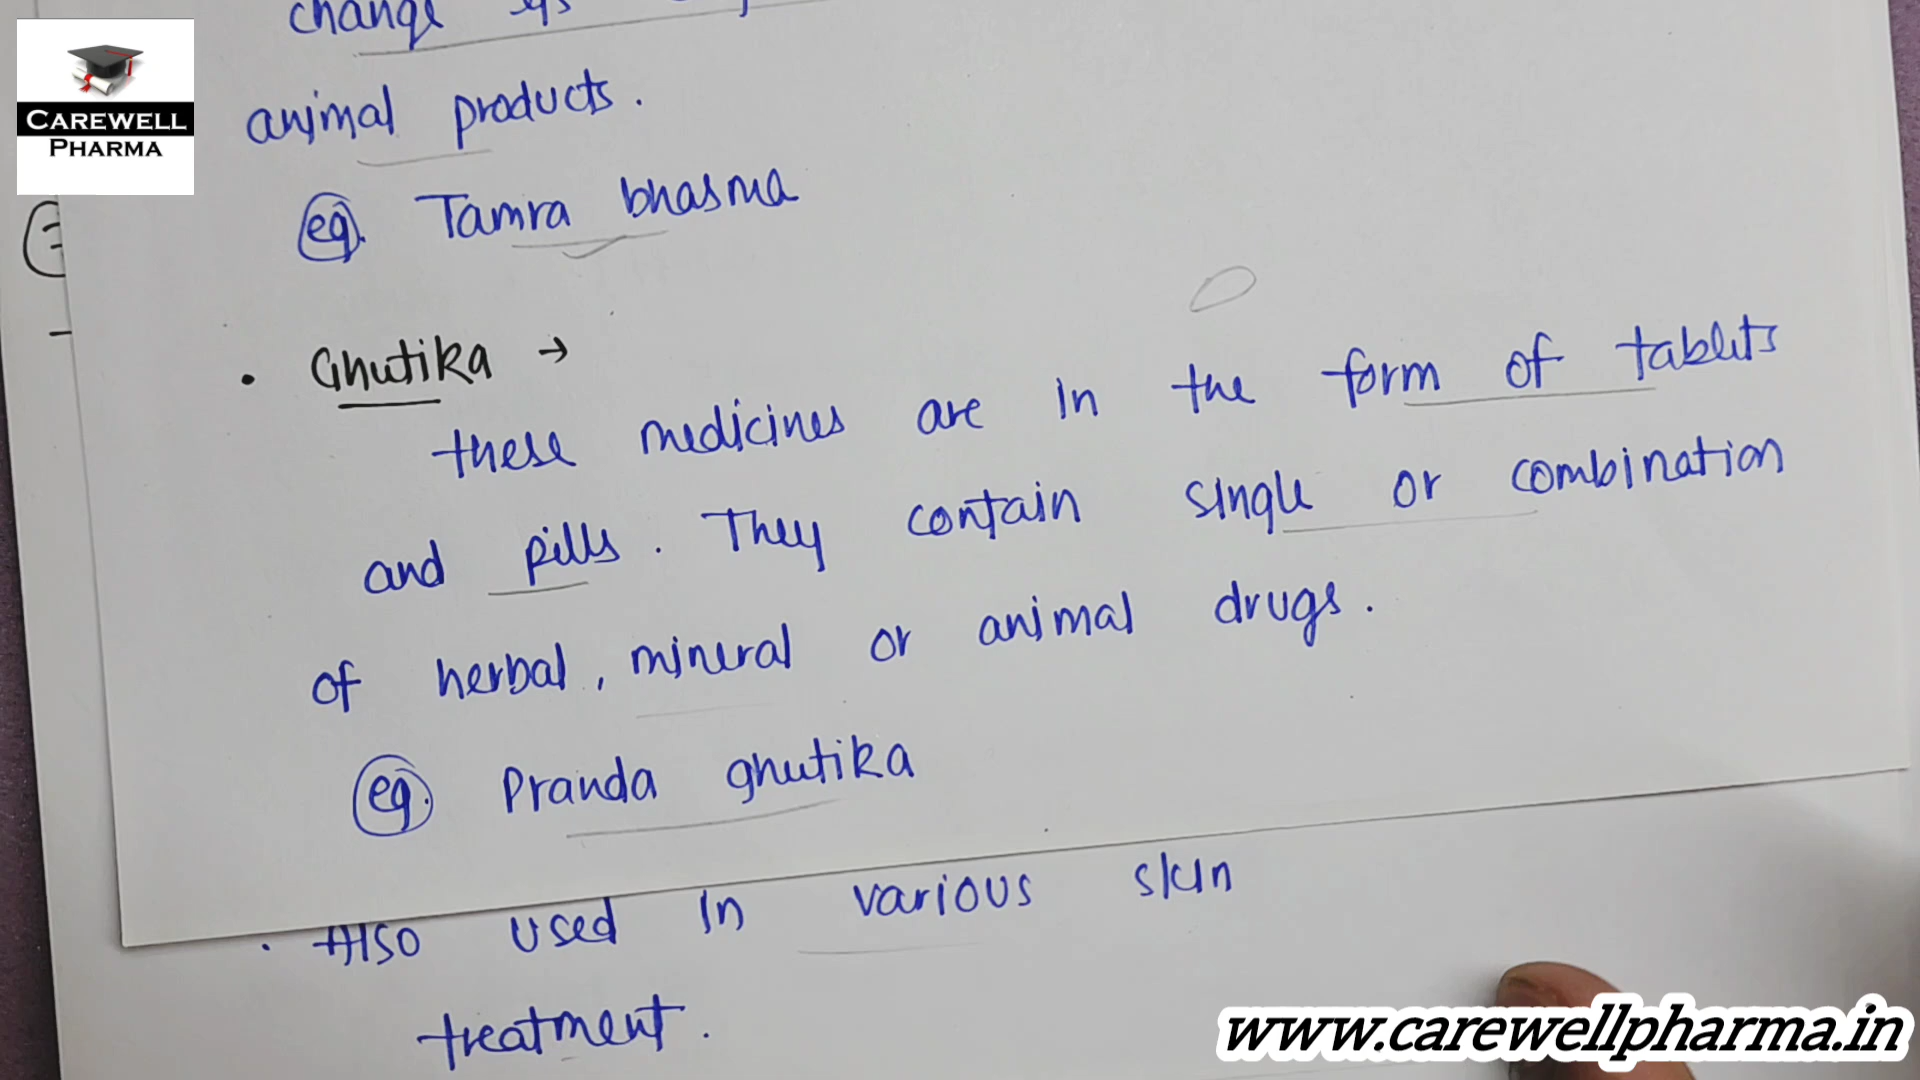 CAREWELL
PHARMA
change
animal products.
eg. Tamra bhasma
• Ghutika →
these medicines are in the form of tablets
and pills. They contain single or combination
of herbal, mineral or animal drugs.
eg. Pranda ghutika
• Also used in various skin
treatment.
www.carewellpharma.in